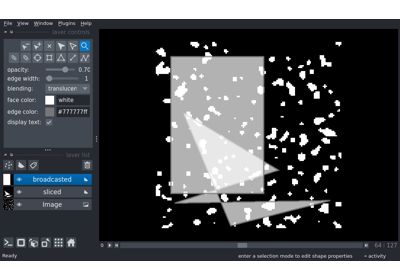 File View Window Plugins Help
layer controls
opacity: 0.70
edge width: 1
blending: translucen
face color: white
edge color: #777777ff
display text:
layer list
broadcasted
sliced
Image
0 64 127
Ready enter a selection mode to edit shape properties activity